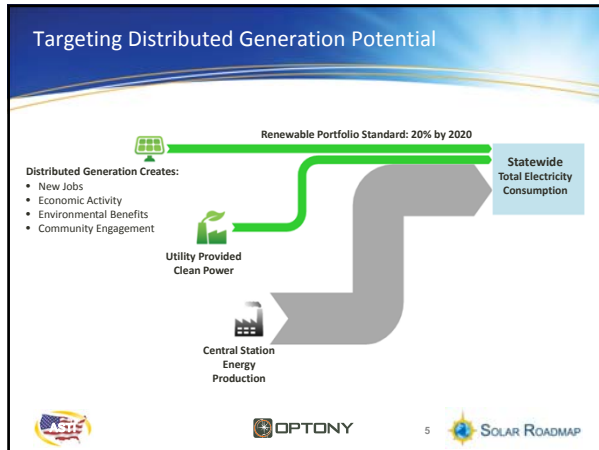 Targeting Distributed Generation Potential
Renewable Portfolio Standard: 20% by 2020
Distributed Generation Creates:
• New Jobs
• Economic Activity
• Environmental Benefits
• Community Engagement
Statewide
Total Electricity
Consumption
Utility Provided
Clean Power
Central Station
Energy
Production
ASTI
OPTONY
5
SOLAR ROADMAP